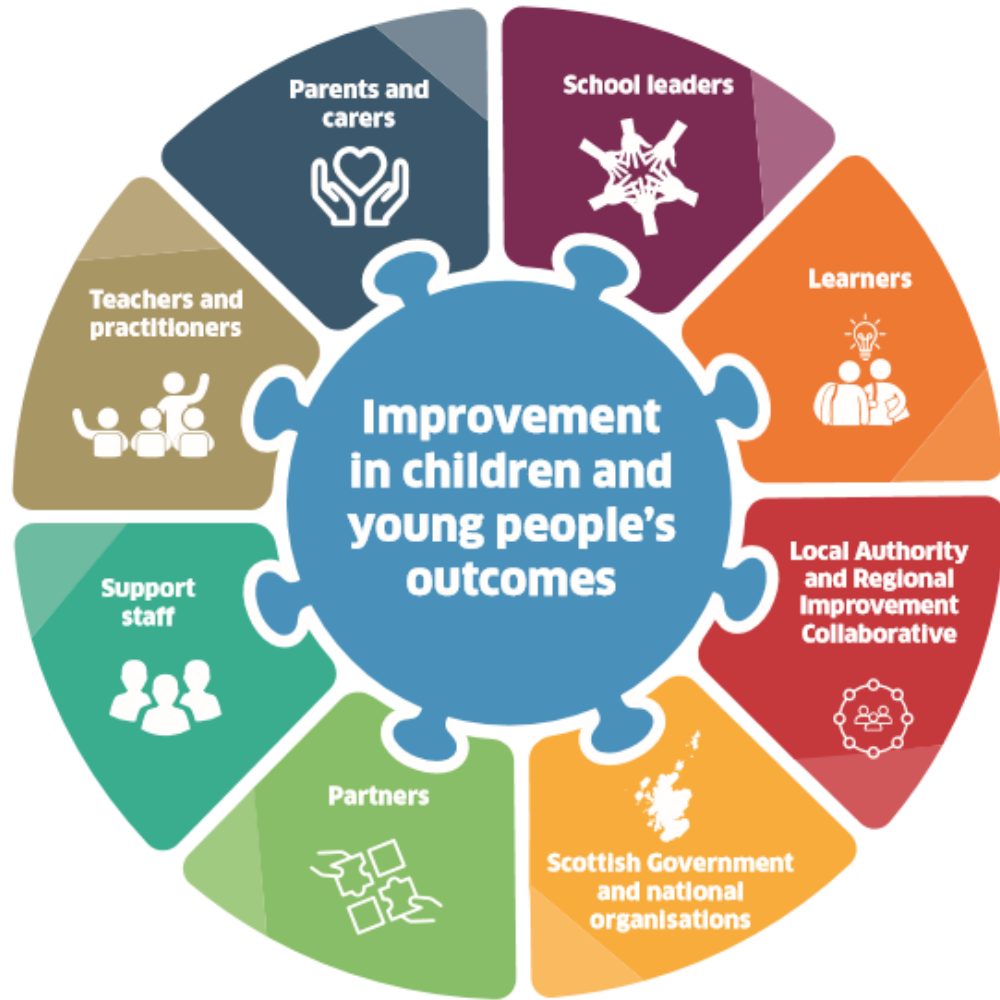 Parents and
carers
School leaders
Learners
Local Authority
and Regional
Improvement
Collaborative
Scottish Government
and national
organisations
Partners
Support
staff
Teachers and
practitioners
Improvement
in children and
young people's
outcomes